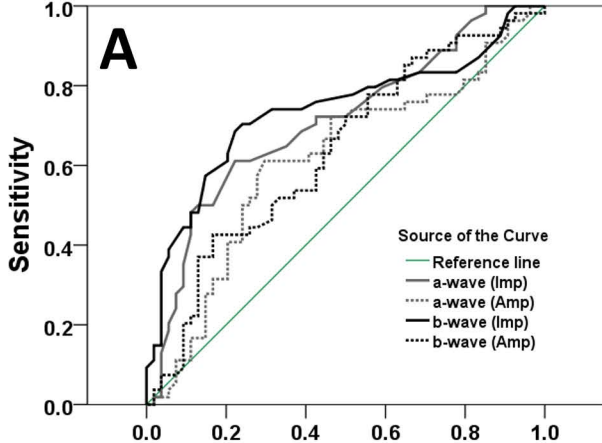 A
1.0
0.8
0.6
0.4
0.2
0.0
Sensitivity
Source of the Curve
Reference line
a-wave (Imp)
a-wave (Amp)
b-wave (Imp)
b-wave (Amp)
0.0 0.2 0.4 0.6 0.8 1.0